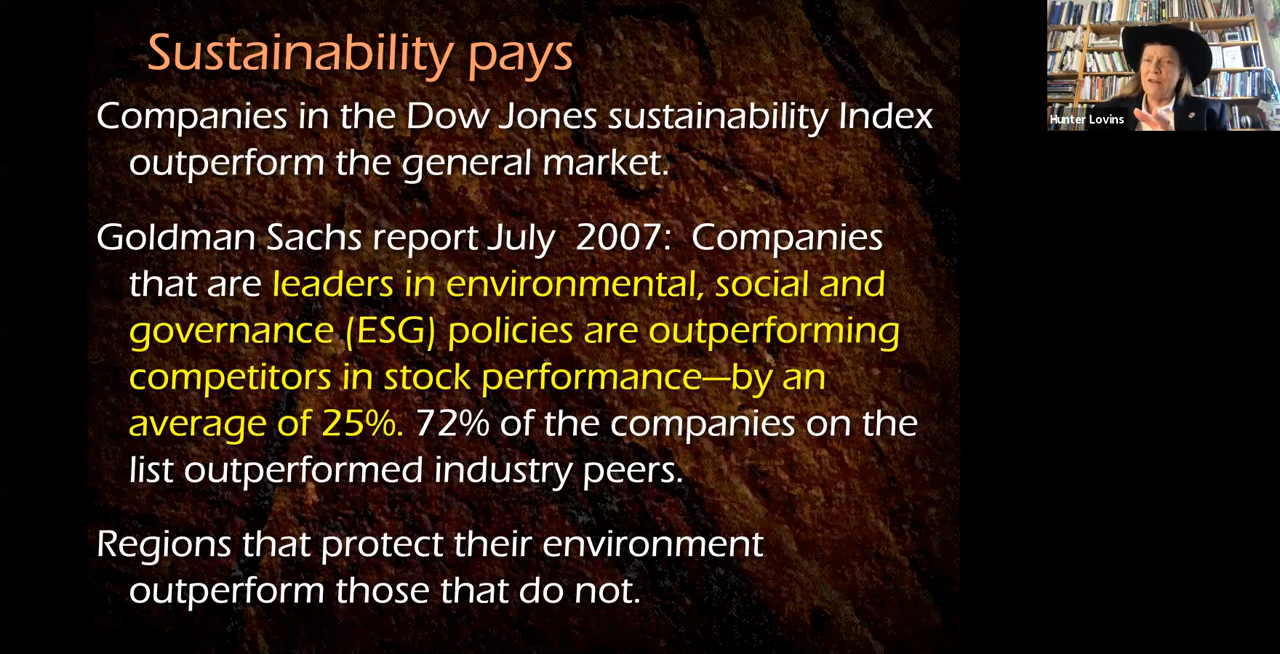 Sustainability pays
Companies in the Dow Jones sustainability Index
outperform the general market.
Goldman Sachs report July 2007: Companies
that are leaders in environmental, social and
governance (ESG) policies are outperforming
competitors in stock performance—by an
average of 25%. 72% of the companies on the
list outperformed industry peers.
Regions that protect their environment
outperform those that do not.
Hunter Lovins